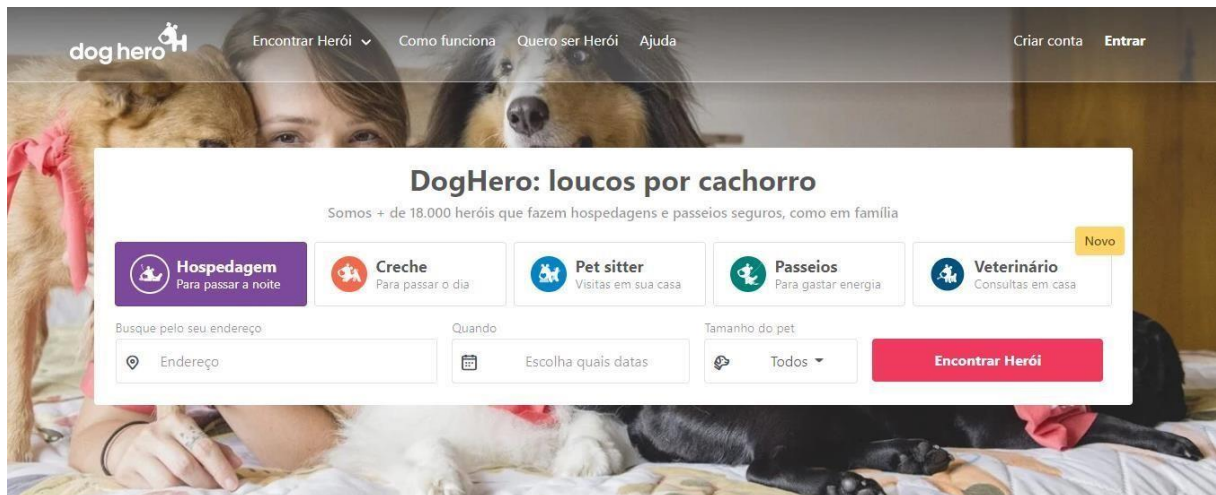 dog hero
Encontrar Herói Como funciona Quero ser Herói Ajuda Criar conta Entrar
DogHero: loucos por cachorro
Somos + de 18.000 heróis que fazem hospedagens e passeios seguros, como em família
Novo
Hospedagem Creche Pet sitter Passeios Veterinário
Para passar a noite Para passar o dia Visitas em sua casa Para gastar energia Consultas em casa
Busque pelo seu endereço Quando Tamanho do pet
Endereço Escolha quais datas Todos Encontrar Herói